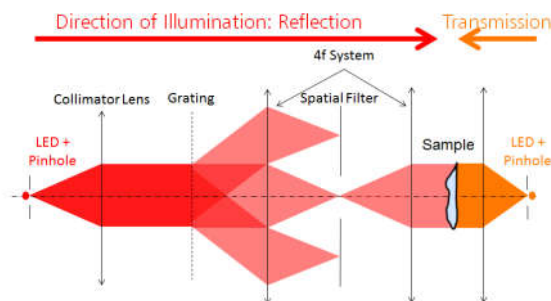 Direction of Illumination: Reflection
Transmission
4f System
Collimator Lens
Grating
Spatial Filter
LED +
Pinhole
Sample
LED +
Pinhole